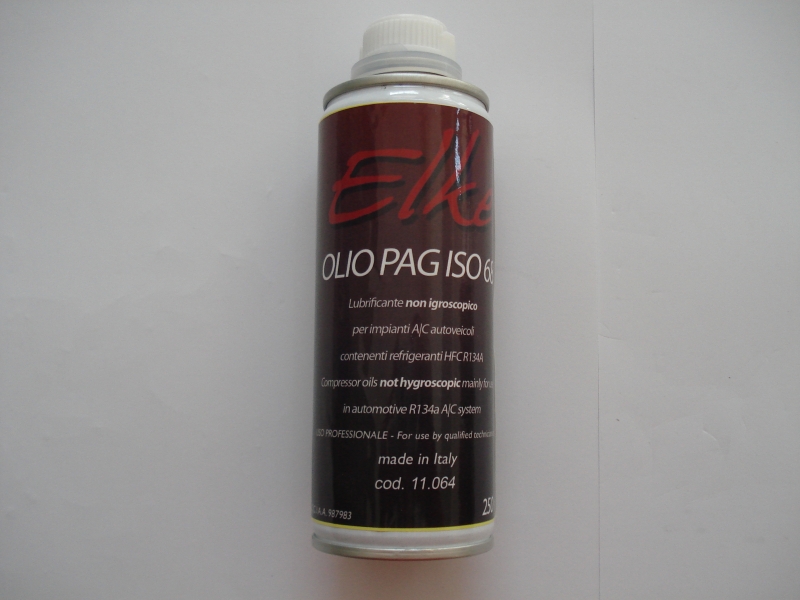 Elke
OLIO PAG ISO 68
Lubrificante non igroscopico
per impianti A/C autoveicoli
contenenti refrigeranti HFC R134A
Compressor oils not hygroscopic mainly for
in automotive R134a A/C system
USO PROFESSIONALE - For use by qualified
made in Italy
cod. 11.064
250
.A.A. 987983